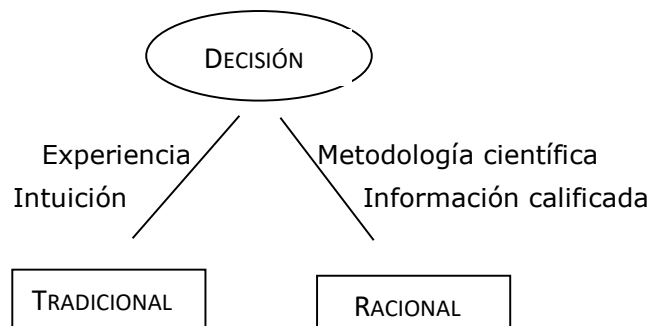 DECISIÓN
Experiencia
Metodología científica
Intuición
Información calificada
TRADICIONAL
RACIONAL